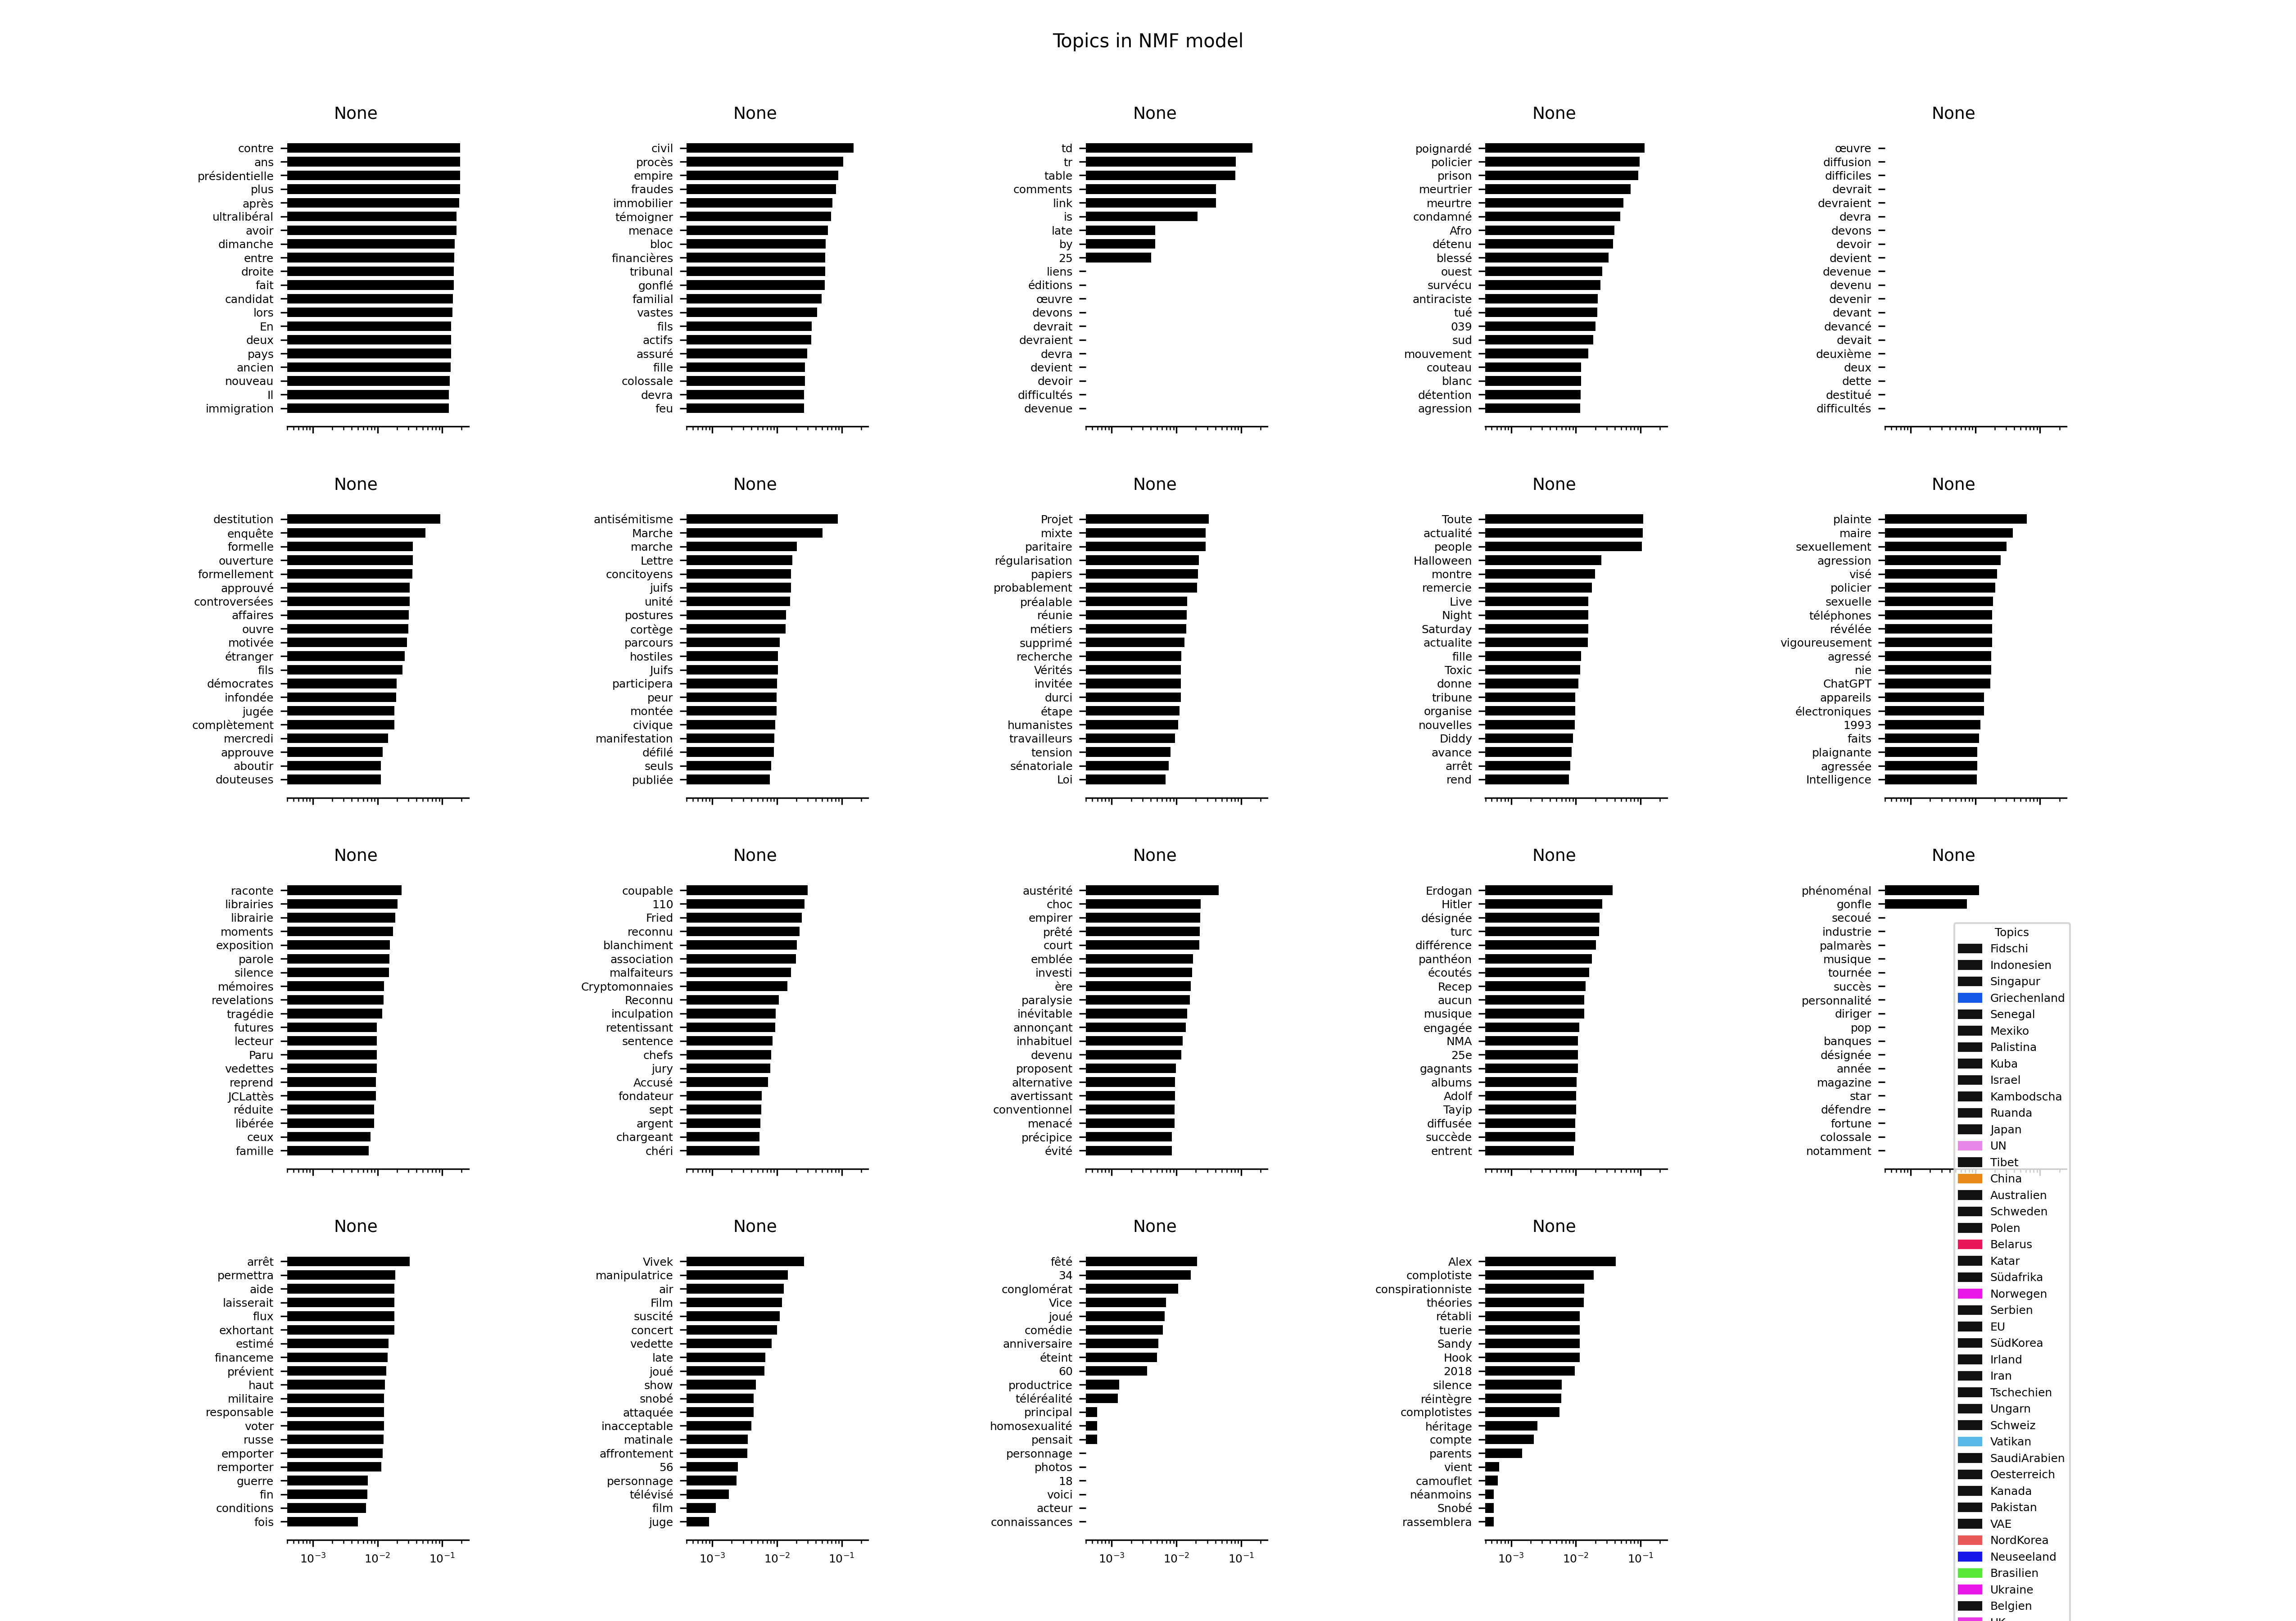 Topics in NMF model
None
contre
ans
présidentielle
plus
après
ultralibéral
avoir
dimanche
entre
droite
fait
candidat
lors
En
deux
pays
ancien
nouveau
Il
immigration
None
civil
procès
empire
fraudes
immobilier
témoigner
menace
bloc
financières
tribunal
gonflé
familial
vastes
fils
actifs
assuré
fille
colossale
devra
feu
None
td
tr
table
comments
link
is
late
by
25
liens
éditions
œuvre
devons
devrait
devraient
devra
devient
devoir
difficultés
devenue
None
poignardé
policier
prison
meurtrier
meurtre
condamné
Afro
détenu
blessé
ouest
survécu
antiraciste
tué
039
sud
mouvement
couteau
blanc
détention
agression
None
œuvre
diffusion
difficiles
devrait
devraient
devra
devons
devoir
devient
devenue
devenu
devenir
devant
devancé
devait
deuxième
deux
dette
destitué
difficultés
None
destitution
enquête
formelle
ouverture
formellement
approuvé
controversées
affaires
ouvre
motivée
étranger
fils
démocrates
infondée
jugée
complètement
mercredi
approuve
aboutir
douteuses
None
antisémitisme
Marche
marche
Lettre
concitoyens
juifs
unité
postures
cortège
parcours
hostiles
Juifs
participera
peur
montée
civique
manifestation
défilé
seuls
publiée
None
Projet
mixte
paritaire
régularisation
papiers
probablement
préalable
réunie
métiers
supprimé
recherche
Vérités
invitée
durci
étape
humanistes
travailleurs
tension
sénatoriale
Loi
None
Toute
actualité
people
Halloween
montre
remercie
Live
Night
Saturday
actualite
fille
Toxic
donne
tribune
organise
nouvelles
Diddy
avance
arrêt
rend
None
plainte
maire
sexuellement
agression
visé
policier
sexuelle
téléphones
révélée
vigoureusement
agressé
nie
ChatGPT
appareils
électroniques
1993
faits
plaignante
agressée
Intelligence
None
raconte
librairies
librairie
moments
exposition
parole
silence
mémoires
revelations
tragédie
futures
lecteur
Paru
vedettes
reprend
JCLattès
réduite
libérée
ceux
famille
None
coupable
110
Fried
reconnu
blanchiment
association
malfaiteurs
Cryptomonnaies
Reconnu
inculpation
retentissant
sentence
chefs
jury
Accusé
fondateur
sept
argent
chargeant
chéri
None
austérité
choc
empirer
prêté
court
emblée
investi
ère
paralysie
inévitable
annonçant
inhabituel
devenu
proposent
alternative
avertissant
conventionnel
menacé
précipice
évité
None
Erdogan
Hitler
désignée
turc
différence
panthéon
écoutés
Recep
aucun
musique
engagée
NMA
25e
gagnants
albums
Adolf
Tayip
diffusée
succède
entrent
None
phénoménal
gonfle
secoué
industrie
palmarès
musique
tournée
succès
personnalité
diriger
pop
banques
désignée
année
magazine
star
défendre
fortune
colossale
notamment
None
arrêt
permettra
aide
laisserait
flux
exhortant
estimé
financeme
prévient
haut
militaire
responsable
voter
russe
emporter
remporter
guerre
fin
conditions
fois
10⁻³ 10⁻² 10⁻¹
None
Vivek
manipulatrice
air
Film
suscité
concert
vedette
late
joué
show
snobé
attaquée
inacceptable
matinale
affrontement
56
personnage
télévisé
film
juge
10⁻³ 10⁻² 10⁻¹
None
fêté
34
conglomérat
Vice
joué
comédie
anniversaire
éteint
60
productrice
téléréalité
principal
homosexualité
pensait
personnage
photos
18
voici
acteur
connaissances
10⁻³ 10⁻² 10⁻¹
None
Alex
complotiste
conspirationniste
théories
rétabli
tuerie
Sandy
Hook
2018
silence
réintègre
complotistes
héritage
compte
parents
vient
camouflet
néanmoins
Snobé
rassemblera
10⁻³ 10⁻² 10⁻¹
Topics
Fidschi
Indonesien
Singapur
Griechenland
Senegal
Mexiko
Palistina
Kuba
Israel
Kambodscha
Ruanda
Japan
UN
Tibet
China
Australien
Schweden
Polen
Belarus
Katar
Südafrika
Norwegen
Serbien
EU
SüdKorea
Irland
Iran
Tschechien
Ungarn
Schweiz
Vatikan
SaudiArabien
Oesterreich
Kanada
Pakistan
VAE
NordKorea
Neuseeland
Brasilien
Ukraine
Belgien